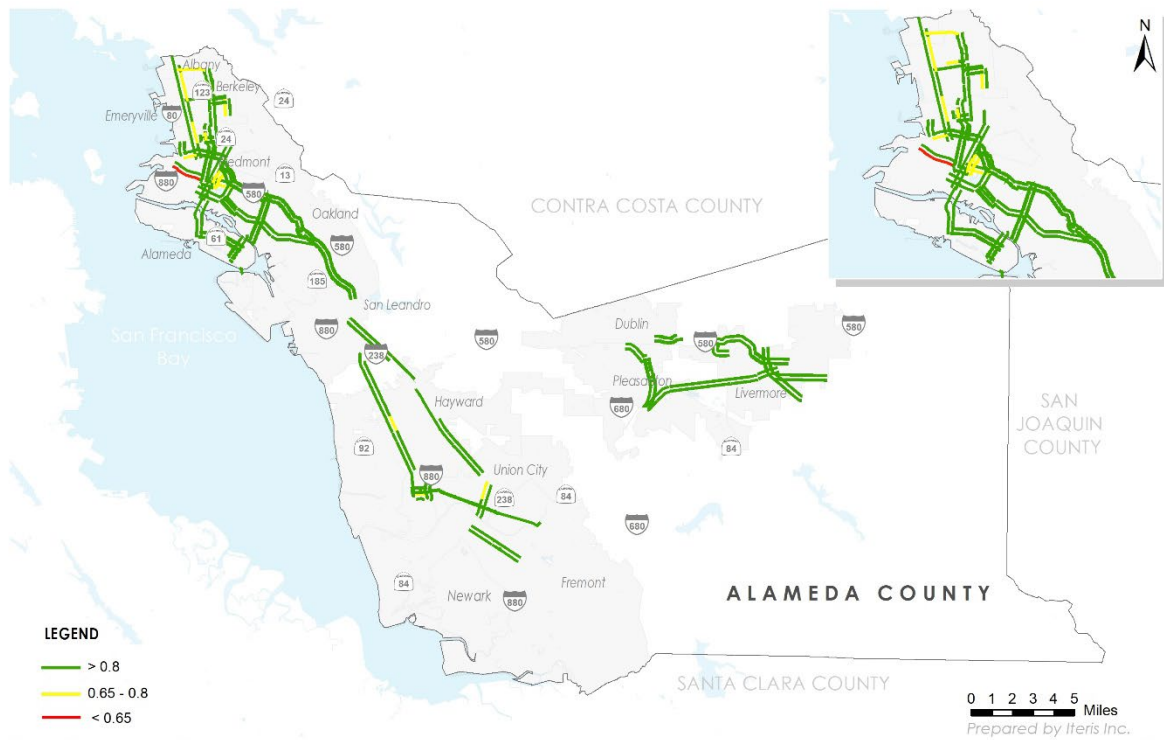 N
Albany
Berkeley
123
24
Emeryville
80
24
Piedmont
13
880
580
Oakland
CONTRA COSTA COUNTY
61
580
Alameda
185
San Leandro
San Francisco
Bay
880
238
580
Dublin
580
580
Pleasanton
Livermore
Hayward
680
SAN
JOAQUIN
COUNTY
92
84
Union City
880
238
84
680
84
Newark
880
Fremont
ALAMEDA COUNTY
LEGEND
> 0.8
0.65 - 0.8
< 0.65
SANTA CLARA COUNTY
0 1 2 3 4 5
Miles
Prepared by Iteris Inc.